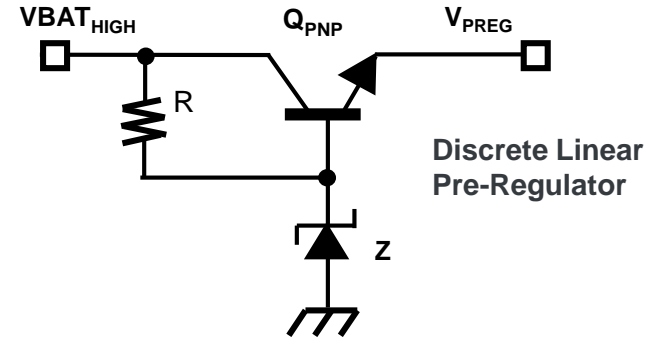 VBATHIGH
QPNP
VPREG
R
Discrete Linear
Pre-Regulator
Z